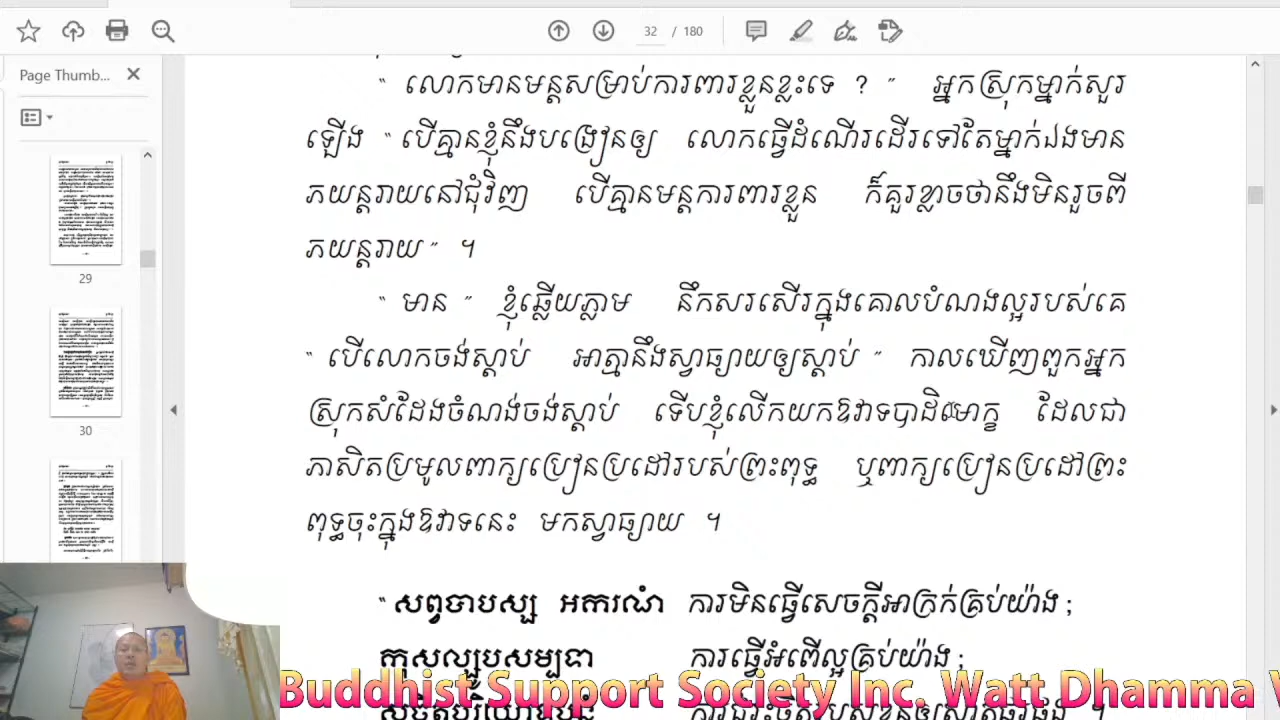 32 / 180
Page Thumb...
29
30
“ លោកមានមន្តសម្រាប់ការពារខ្លួនខ្លះទេ ? ” អ្នកស្រុកម្នាក់សួរ
ឡើង “ បើគ្មានខ្ញុំនឹងបង្រៀនឲ្យ លោកធ្វើដំណើរដើរទៅតែម្នាក់ឯងមាន
ភយន្តរាយនៅជុំវិញ បើគ្មានមន្តការពារខ្លួន ក៏គួរខ្លាចថានឹងមិនរួចពី
ភយន្តរាយ ” ។
“ មាន ” ខ្ញុំឆ្លើយភ្លាម នឹកសរសើរក្នុងគោលបំណងល្អរបស់គេ
“ បើលោកចង់ស្តាប់ អាត្មានឹងស្វាធ្យាយឲ្យស្តាប់ ” កាលឃើញពួកអ្នក
ស្រុកសំដែងចំណង់ចង់ស្តាប់ ទើបខ្ញុំលើកយកឱវាទបាដិមោក្ខ ដែលជា
ភាសិតប្រមូលពាក្យប្រៀនប្រដៅរបស់ព្រះពុទ្ធ ឬពាក្យប្រៀនប្រដៅព្រះ
ពុទ្ធចុះក្នុងឱវាទនេះ មកស្វាធ្យាយ ។
“ សព្វបាបស្ស អករណំ ការមិនធ្វើសេចក្តីអាក្រក់គ្រប់យ៉ាង ;
កុសលស្សូបសម្បទា ការធ្វើអំពើល្អគ្រប់យ៉ាង ;
Buddhist Support Society Inc. Watt Dhamma